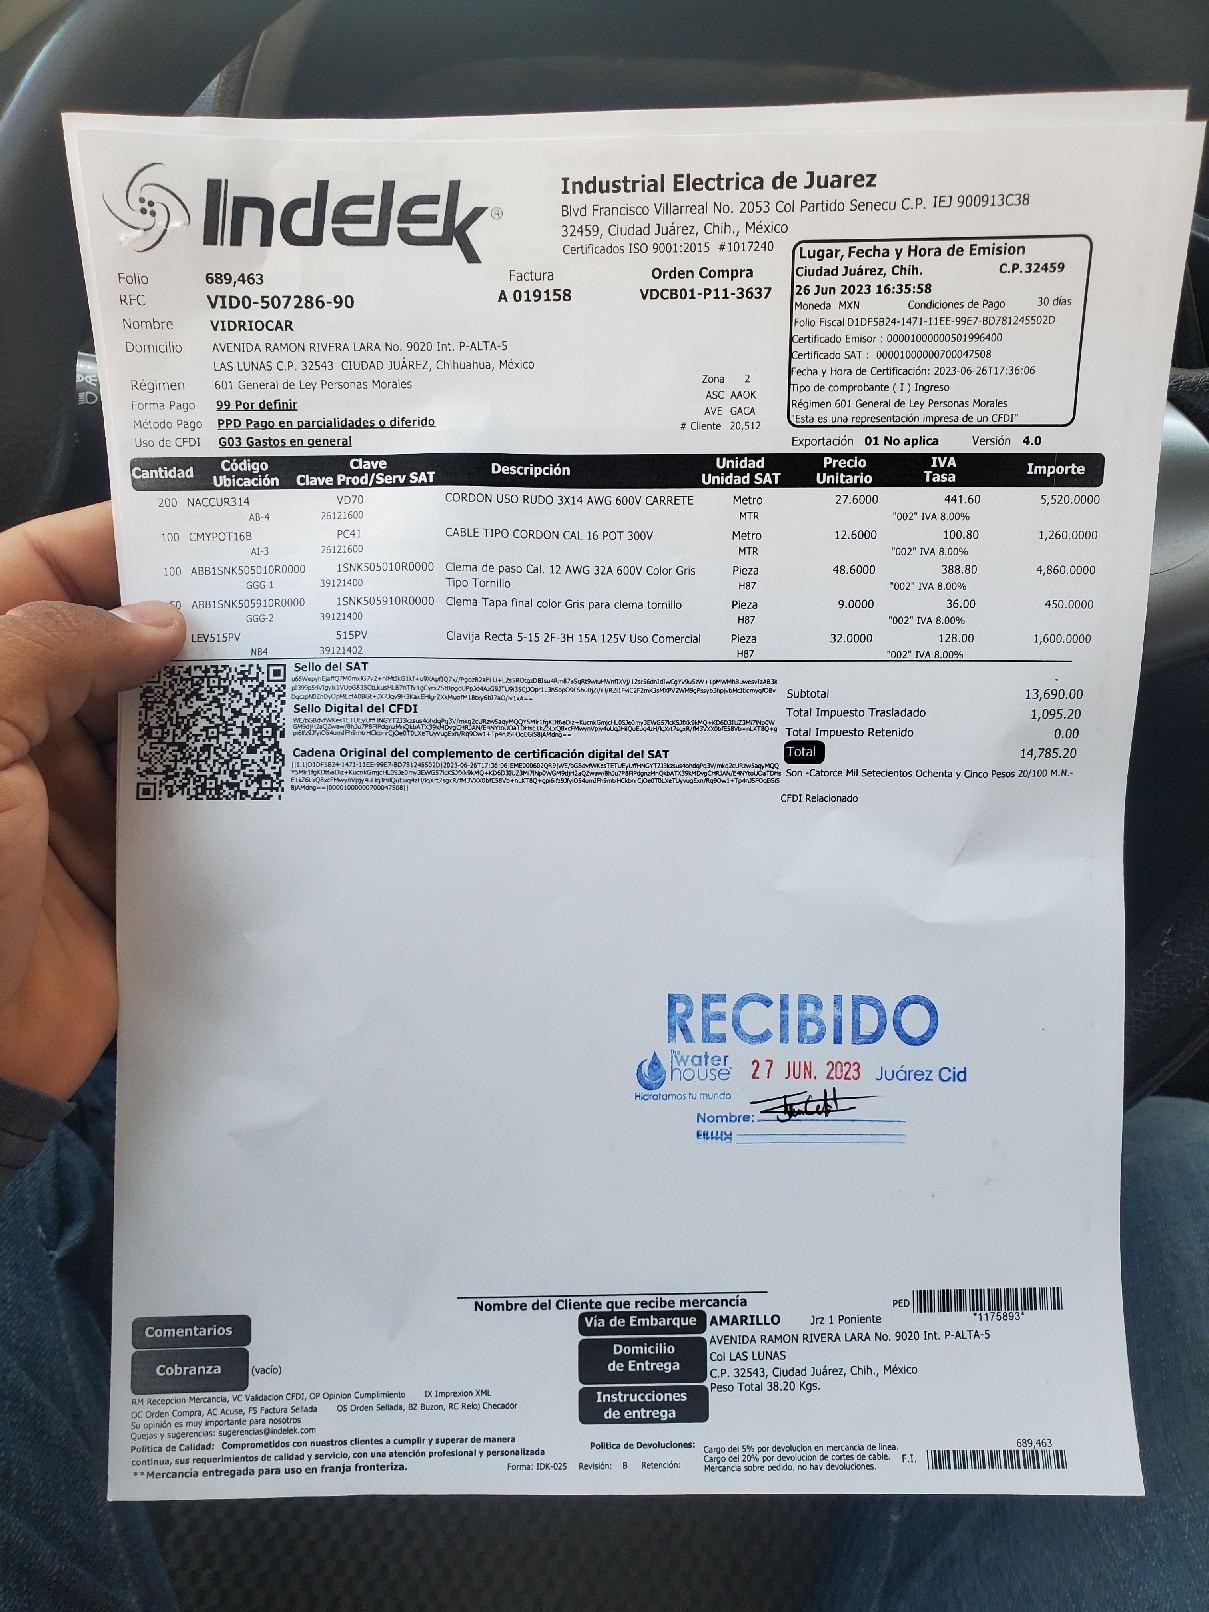 Indelek®
Industrial Electrica de Juarez
Blvd Francisco Villarreal No. 2053 Col Partido Senecu C.P. IEJ 900913C38
32459, Ciudad Juárez, Chih., México
Certificados ISO 9001:2015 #1017240
Folio 689,463 Factura Orden Compra
RFC VID0-507286-90 A 019158 VDCB01-P11-3637
Nombre VIDRIOCAR
Domicilio AVENIDA RAMON RIVERA LARA No. 9020 Int. P-ALTA-5
LAS LUNAS C.P. 32543 CIUDAD JUÁREZ, Chihuahua, México
Régimen 601 General de Ley Personas Morales
Forma Pago 99 Por definir
Método Pago PPD Pago en parcialidades o diferido
Uso de CFDI G03 Gastos en general
Zona 2
ASC AAOK
AVE GACA
# Cliente 20,512
Lugar, Fecha y Hora de Emision
Ciudad Juárez, Chih. C.P.32459
26 Jun 2023 16:35:58
Moneda MXN Condiciones de Pago 30 días
Folio Fiscal D1DF5B24-1471-11EE-99E7-BD781245502D
Certificado Emisor : 00001000000501996400
Certificado SAT : 00001000000700047508
Fecha y Hora de Certificación: 2023-06-26T17:36:06
Tipo de comprobante ( I ) Ingreso
Régimen 601 General de Ley Personas Morales
"Esta es una representación impresa de un CFDI"
Exportación 01 No aplica Versión 4.0
Cantidad Código Ubicación Clave Clave Prod/Serv SAT Descripción Unidad Unidad SAT Precio Unitario IVA Tasa Importe
200 NACCUR314 VD70 CORDON USO RUDO 3X14 AWG 600V CARRETE Metro 27.6000 441.60 5,520.0000
AB-4 26121600 MTR "002" IVA 8.00%
100 CMYPOT16B PC41 CABLE TIPO CORDON CAL 16 POT 300V Metro 12.6000 100.80 1,260.0000
AI-3 26121600 MTR "002" IVA 8.00%
100 ABB1SNK505010R0000 1SNK505010R0000 Clema de paso Cal. 12 AWG 32A 600V Color Gris Pieza 48.6000 388.80 4,860.0000
GGG-1 39121400 Tipo Tornillo H87 "002" IVA 8.00%
50 ABB1SNK505910R0000 1SNK505910R0000 Clema Tapa final color Gris para clema tornillo Pieza 9.0000 36.00 450.0000
GGG-2 39121400 H87 "002" IVA 8.00%
LEV515PV 515PV Clavija Recta 5-15 2F-3H 15A 125V Uso Comercial Pieza 32.0000 128.00 1,600.0000
NB4 39121402 H87 "002" IVA 8.00%
Sello del SAT
Sello Digital del CFDI
Cadena Original del complemento de certificación digital del SAT
Subtotal 13,690.00
Total Impuesto Trasladado 1,095.20
Total Impuesto Retenido 0.00
Total 14,785.20
Son -Catorce Mil Setecientos Ochenta y Cinco Pesos 20/100 M.N.-
CFDI Relacionado
RECIBIDO
The water house 27 JUN. 2023 Juárez Cid
Hidratamos tu mundo
Nombre:
Nombre del Cliente que recibe mercancía
PED *1175893*
Comentarios
Cobranza (vacío)
Vía de Embarque AMARILLO Jrz 1 Poniente
Domicilio de Entrega AVENIDA RAMON RIVERA LARA No. 9020 Int. P-ALTA-5
Col LAS LUNAS
C.P. 32543, Ciudad Juárez, Chih., México
Peso Total 38.20 Kgs.
Instrucciones de entrega
RM Recepcion Mercancia, VC Validacion CFDI, OP Opinion Cumplimiento IX Imprexion XML
OC Orden Compra, AC Acuse, FS Factura Sellada OS Orden Sellada, BZ Buzon, RC Reloj Checador
Su opinión es muy importante para nosotros
Quejas y sugerencias: sugerencias@indelek.com
Politica de Calidad: Comprometidos con nuestros clientes a cumplir y superar de manera
continua, sus requerimientos de calidad y servicio, con una atención profesional y personalizada
**Mercancía entregada para uso en franja fronteriza.
Forma: IDK-025 Revisión: B Retención:
Politica de Devoluciones: Cargo del 5% por devolucion en mercancia de linea.
Cargo del 20% por devolucion de cortes de cable.
Mercancia sobre pedido, no hay devoluciones.
689,463
F.I.